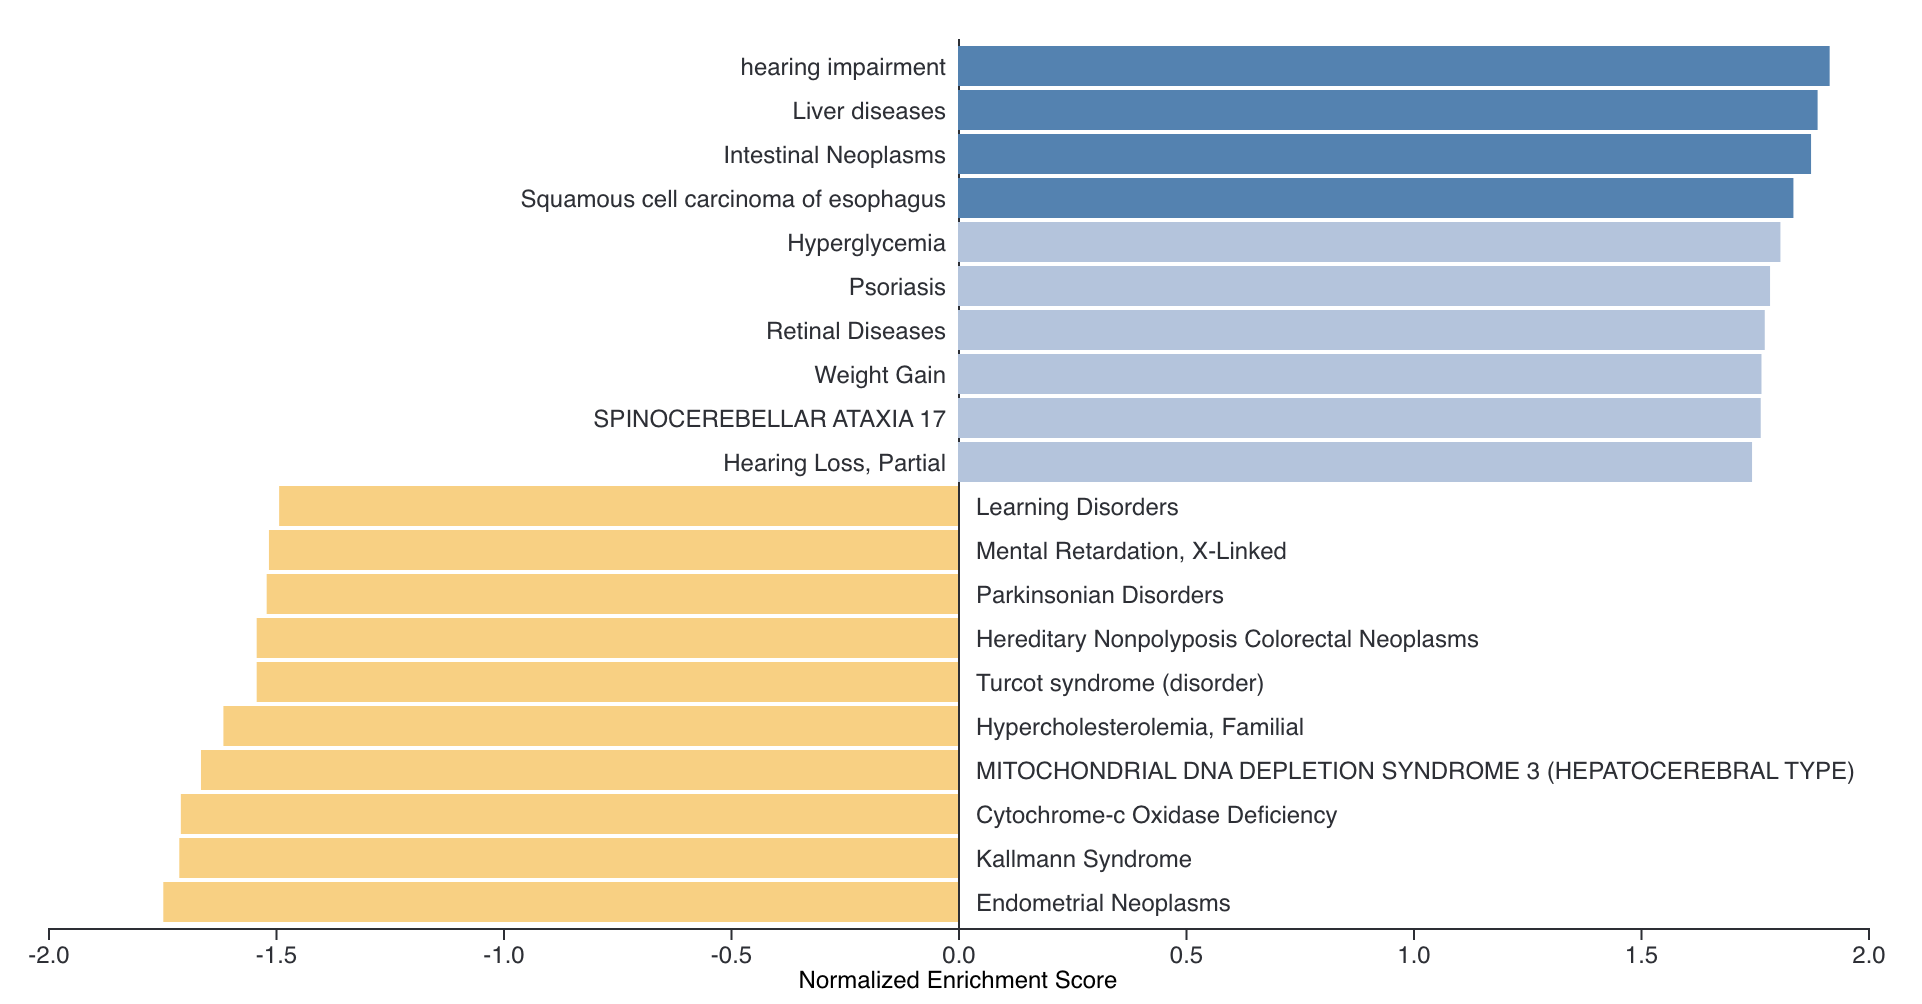 hearing impairment
Liver diseases
Intestinal Neoplasms
Squamous cell carcinoma of esophagus
Hyperglycemia
Psoriasis
Retinal Diseases
Weight Gain
SPINOCEREBELLAR ATAXIA 17
Hearing Loss, Partial
Learning Disorders
Mental Retardation, X-Linked
Parkinsonian Disorders
Hereditary Nonpolyposis Colorectal Neoplasms
Turcot syndrome (disorder)
Hypercholesterolemia, Familial
MITOCHONDRIAL DNA DEPLETION SYNDROME 3 (HEPATOCEREBRAL TYPE)
Cytochrome-c Oxidase Deficiency
Kallmann Syndrome
Endometrial Neoplasms
-2.0 -1.5 -1.0 -0.5 0.0 0.5 1.0 1.5 2.0
Normalized Enrichment Score